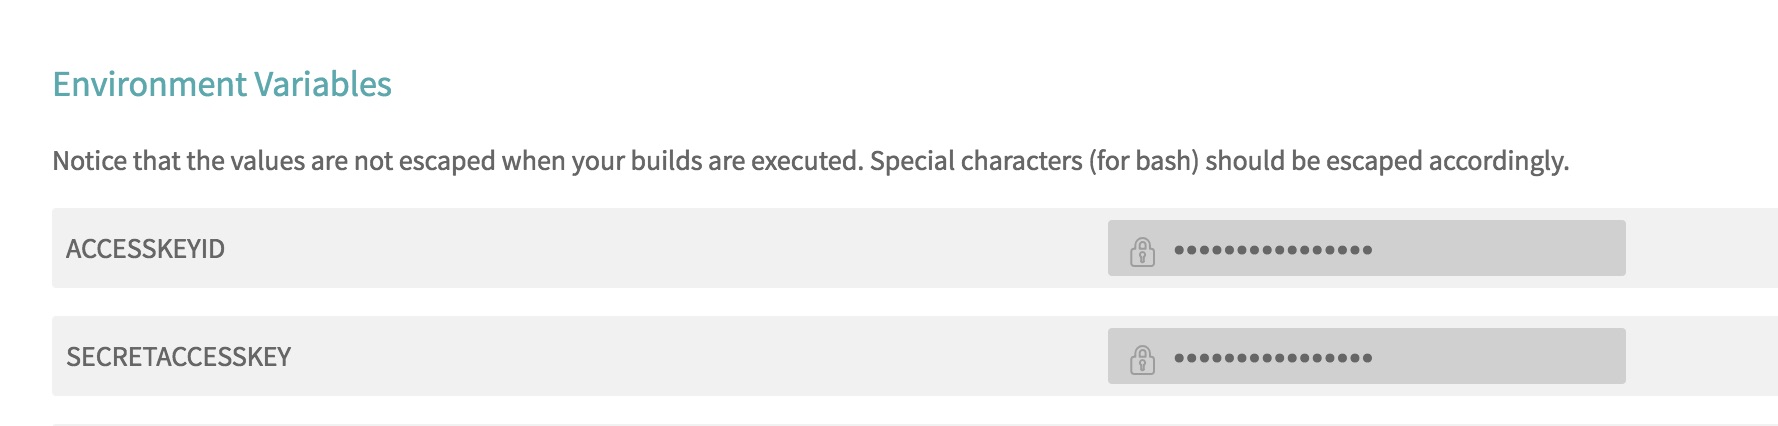 Environment Variables
Notice that the values are not escaped when your builds are executed. Special characters (for bash) should be escaped accordingly.
ACCESSKEYID ••••••••••••••••
SECRETACCESSKEY ••••••••••••••••